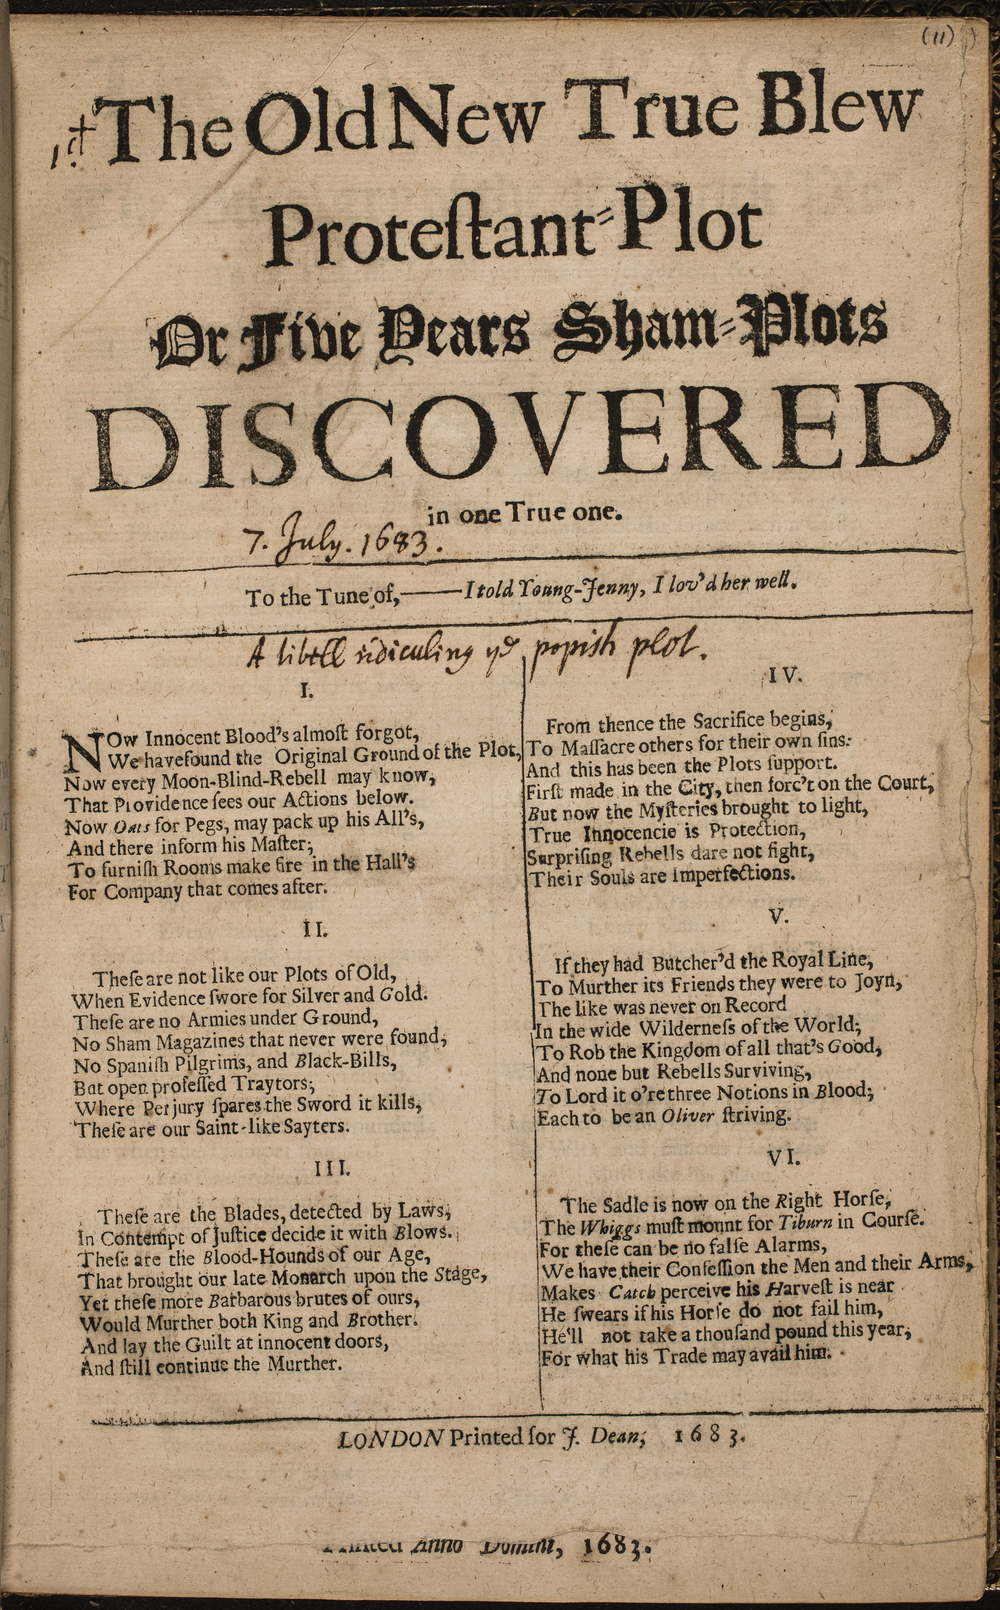 (11)
1d. The Old New True Blew
Proteſtant-Plot
Or Five Years Sham-Plots
DISCOVERED
in one True one.
7. July. 1683.
To the Tune of,——I told Young-Jenny, I lov'd her well.
A libell ridiculing ye popish plot.
I.
NOw Innocent Blood's almoſt forgot,
We havefound the Original Ground of the Plot,
Now every Moon-Blind-Rebell may know,
That Providence ſees our Actions below.
Now Oats for Pegs, may pack up his All's,
And there inform his Maſter;
To furniſh Rooms make fire in the Hall's
For Company that comes after.
II.
Theſe are not like our Plots of Old,
When Evidence ſwore for Silver and Gold.
Theſe are no Armies under Ground,
No Sham Magazines that never were found;
No Spaniſh Pilgrims, and Black-Bills,
But open profeſſed Traytors;
Where Perjury ſpares the Sword it kills,
Theſe are our Saint-like Sayters.
III.
Theſe are the Blades, detected by Laws;
In Contempt of Juſtice decide it with Blows.
Theſe are the Blood-Hounds of our Age,
That brought our late Monarch upon the Stage,
Yet theſe more Barbarous brutes of ours,
Would Murther both King and Brother.
And lay the Guilt at innocent doors,
And ſtill continue the Murther.
IV.
From thence the Sacrifice begins,
To Maſſacre others for their own ſins.
And this has been the Plots ſupport.
Firſt made in the City, then forc't on the Court,
But now the Myſteries brought to light,
True Innocencie is Protection,
Surpriſing Rebells dare not fight,
Their Souls are imperfections.
V.
If they had Butcher'd the Royal Line,
To Murther its Friends they were to Joyn,
The like was never on Record
In the wide Wilderneſs of the World;
To Rob the Kingdom of all that's Good,
And none but Rebells Surviving,
To Lord it o're three Notions in Blood;
Each to be an Oliver ſtriving.
VI.
The Sadle is now on the Right Horſe,
The Whiggs muſt mount for Tiburn in Courſe.
For theſe can be no falſe Alarms,
We have their Confeſſion the Men and their Arms,
Makes Catch perceive his Harveſt is near
He ſwears if his Horſe do not fail him,
He'll not take a thouſand pound this year,
For what his Trade may avail him.
LONDON Printed for J. Dean; 1683.
Printed Anno Domini, 1683.